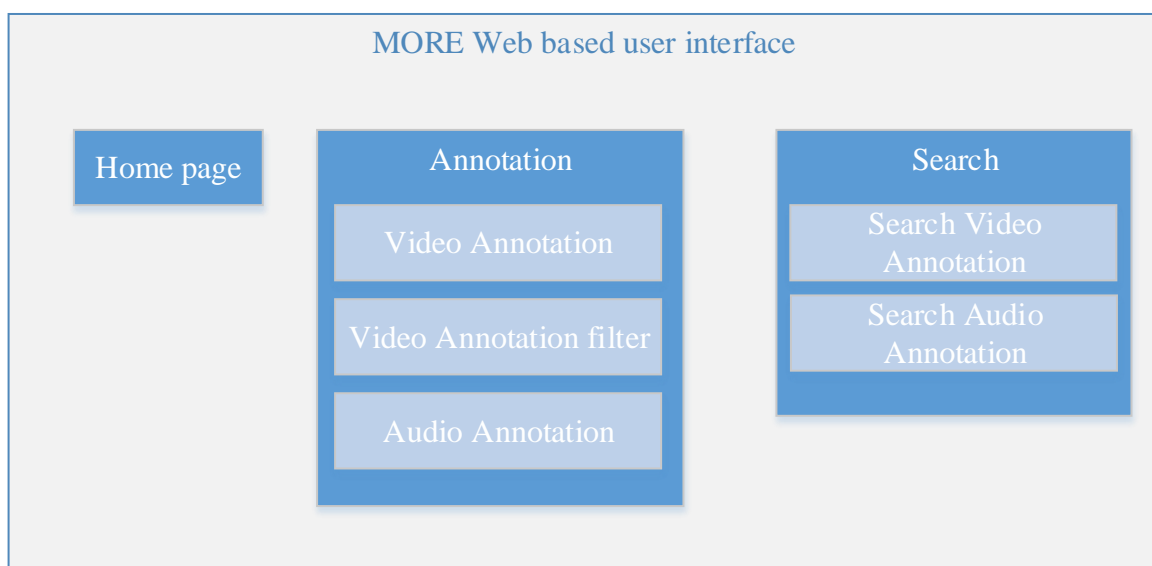 MORE Web based user interface
Home page
Annotation
Video Annotation
Video Annotation filter
Audio Annotation
Search
Search Video
Annotation
Search Audio
Annotation